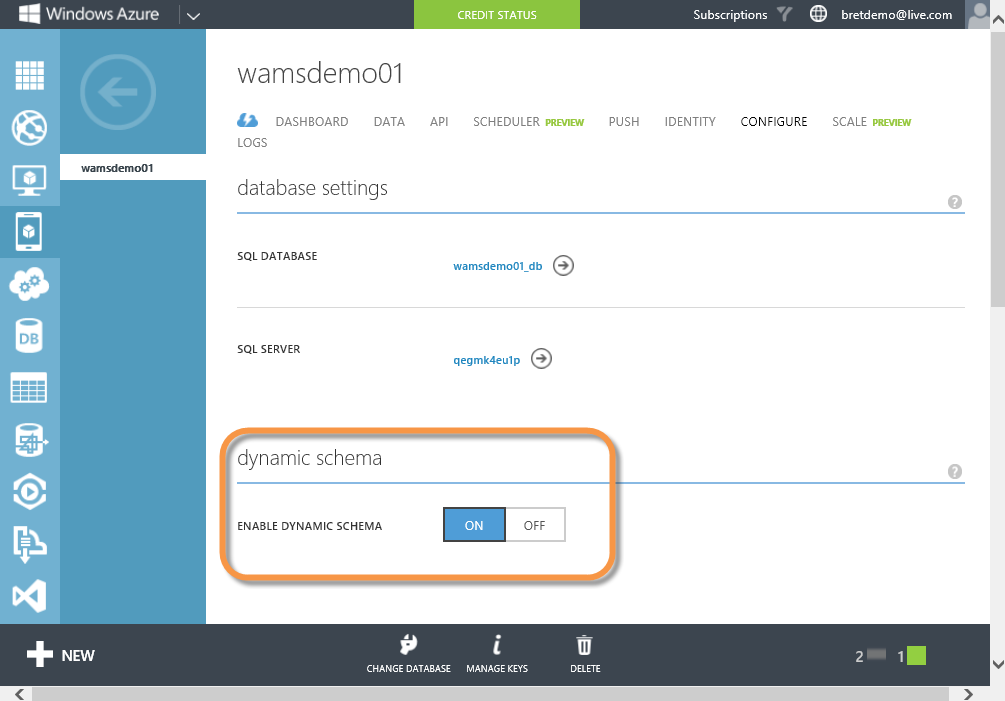 Windows Azure
CREDIT STATUS
Subscriptions
bretdemo@live.com
wamsdemo01
wamsdemo01
DASHBOARD DATA API SCHEDULER PREVIEW PUSH IDENTITY CONFIGURE SCALE PREVIEW
LOGS
database settings
?
SQL DATABASE
wamsdemo01_db
SQL SERVER
qegmk4eu1p
dynamic schema
?
ENABLE DYNAMIC SCHEMA
ON OFF
DB
NEW
CHANGE DATABASE
MANAGE KEYS
DELETE
2 1